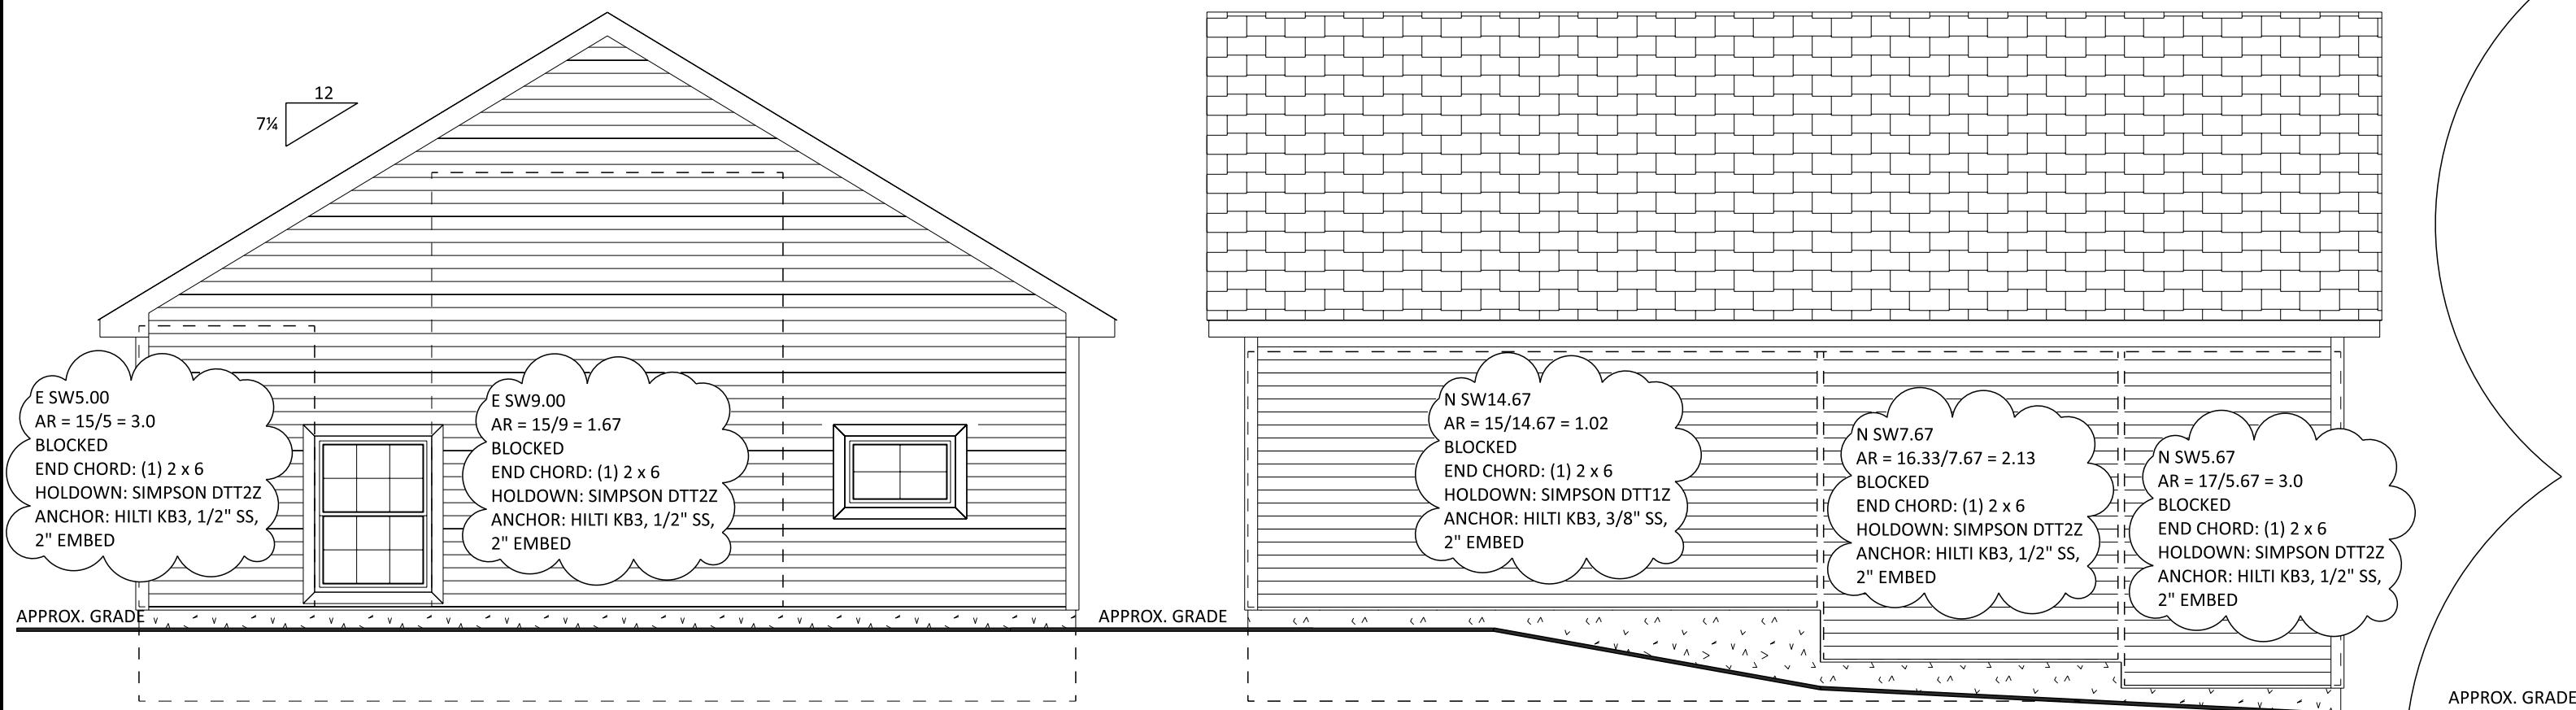 12
7¼
E SW5.00
AR = 15/5 = 3.0
BLOCKED
END CHORD: (1) 2 x 6
HOLDOWN: SIMPSON DTT2Z
ANCHOR: HILTI KB3, 1/2" SS,
2" EMBED
E SW9.00
AR = 15/9 = 1.67
BLOCKED
END CHORD: (1) 2 x 6
HOLDOWN: SIMPSON DTT2Z
ANCHOR: HILTI KB3, 1/2" SS,
2" EMBED
APPROX. GRADE
APPROX. GRADE
N SW14.67
AR = 15/14.67 = 1.02
BLOCKED
END CHORD: (1) 2 x 6
HOLDOWN: SIMPSON DTT1Z
ANCHOR: HILTI KB3, 3/8" SS,
2" EMBED
N SW7.67
AR = 16.33/7.67 = 2.13
BLOCKED
END CHORD: (1) 2 x 6
HOLDOWN: SIMPSON DTT2Z
ANCHOR: HILTI KB3, 1/2" SS,
2" EMBED
N SW5.67
AR = 17/5.67 = 3.0
BLOCKED
END CHORD: (1) 2 x 6
HOLDOWN: SIMPSON DTT2Z
ANCHOR: HILTI KB3, 1/2" SS,
2" EMBED
APPROX. GRADE